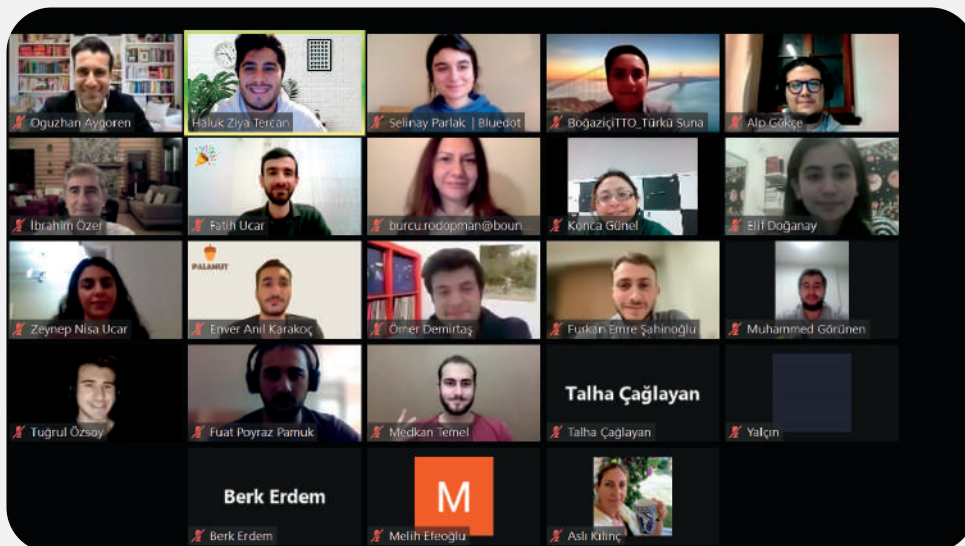 Oguzhan Aygoren
Haluk Ziya Tercan
Selinay Parlak | Bluedot
BoğaziçiTTO_Türkü Suna
Alp Gökçe
İbrahim Özer
Fatih Ucar
burcu.rodopman@boun...
Konca Günel
Elif Doğanay
PALAMUT
Zeynep Nisa Ucar
Enver Anıl Karakoç
Ömer Demirtaş
Furkan Emre Şahinoğlu
Muhammed Görünen
Talha Çağlayan
Tuğrul Özsoy
Fuat Poyraz Pamuk
Medkan Temel
Talha Çağlayan
Yalçın
Berk Erdem
M
Berk Erdem
Melih Efeoğlu
Aslı Kılınç